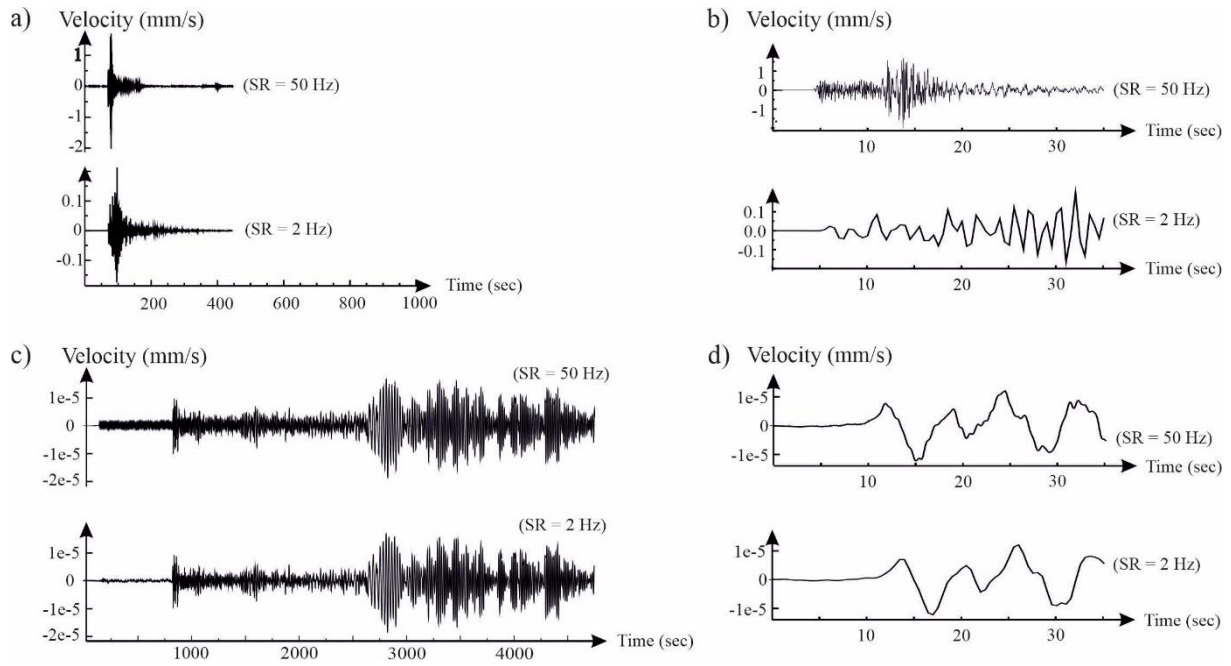 a) Velocity (mm/s)
1
0
-1
-2
(SR = 50 Hz)
0.1
0
-0.1
(SR = 2 Hz)
Time (sec)
200 400 600 800 1000
b) Velocity (mm/s)
1
0
-1
(SR = 50 Hz)
Time (sec)
10 20 30
0.1
0.0
-0.1
(SR = 2 Hz)
Time (sec)
10 20 30
c) Velocity (mm/s)
(SR = 50 Hz)
1e-5
0
-1e-5
-2e-5
(SR = 2 Hz)
1e-5
0
-1e-5
-2e-5
Time (sec)
1000 2000 3000 4000
d) Velocity (mm/s)
1e-5
0
-1e-5
(SR = 50 Hz)
Time (sec)
10 20 30
1e-5
0
-1e-5
(SR = 2 Hz)
Time (sec)
10 20 30